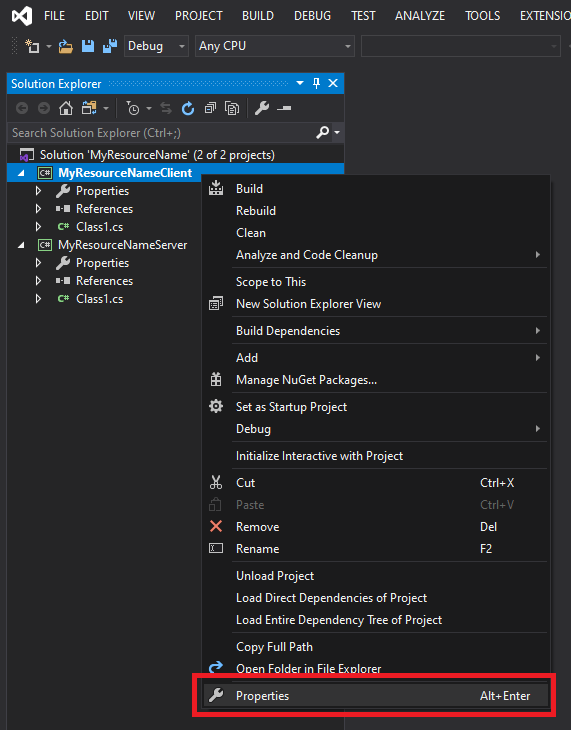 FILE EDIT VIEW PROJECT BUILD DEBUG TEST ANALYZE TOOLS EXTENSIO
Debug Any CPU
Solution Explorer
Search Solution Explorer (Ctrl+;)
Solution 'MyResourceName' (2 of 2 projects)
C# MyResourceNameClient
Properties
References
C# Class1.cs
C# MyResourceNameServer
Properties
References
C# Class1.cs
Build
Rebuild
Clean
Analyze and Code Cleanup
Scope to This
New Solution Explorer View
Build Dependencies
Add
Manage NuGet Packages...
Set as Startup Project
Debug
Initialize Interactive with Project
Cut Ctrl+X
Paste Ctrl+V
Remove Del
Rename F2
Unload Project
Load Direct Dependencies of Project
Load Entire Dependency Tree of Project
Copy Full Path
Open Folder in File Explorer
Properties Alt+Enter